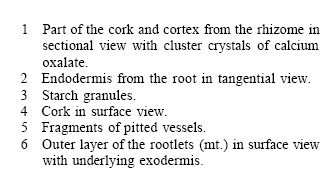 1 Part of the cork and cortex from the rhizome in
sectional view with cluster crystals of calcium
oxalate.
2 Endodermis from the root in tangential view.
3 Starch granules.
4 Cork in surface view.
5 Fragments of pitted vessels.
6 Outer layer of the rootlets (mt.) in surface view
with underlying exodermis.